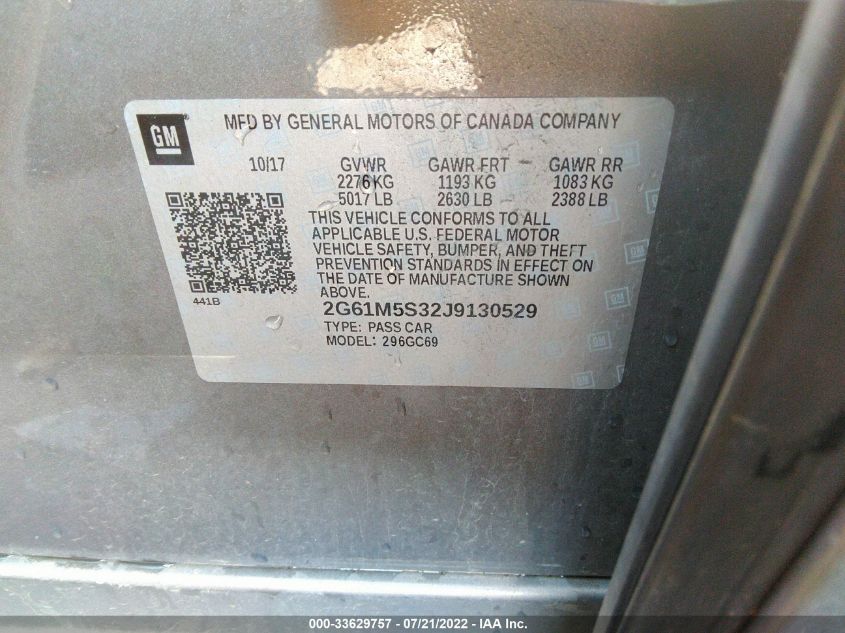 GM
MFD BY GENERAL MOTORS OF CANADA COMPANY
10/17 GVWR GAWR FRT GAWR RR
2276 KG 1193 KG 1083 KG
5017 LB 2630 LB 2388 LB
THIS VEHICLE CONFORMS TO ALL
APPLICABLE U.S. FEDERAL MOTOR
VEHICLE SAFETY, BUMPER, AND THEFT
PREVENTION STANDARDS IN EFFECT ON
THE DATE OF MANUFACTURE SHOWN
ABOVE.
441B
2G61M5S32J9130529
TYPE: PASS CAR
MODEL: 296GC69
000-33629757 - 07/21/2022 - IAA Inc.